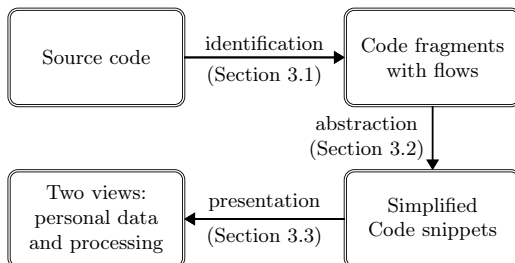 Source code
identification
(Section 3.1)
Code fragments
with flows
abstraction
(Section 3.2)
Simplified
Code snippets
presentation
(Section 3.3)
Two views:
personal data
and processing